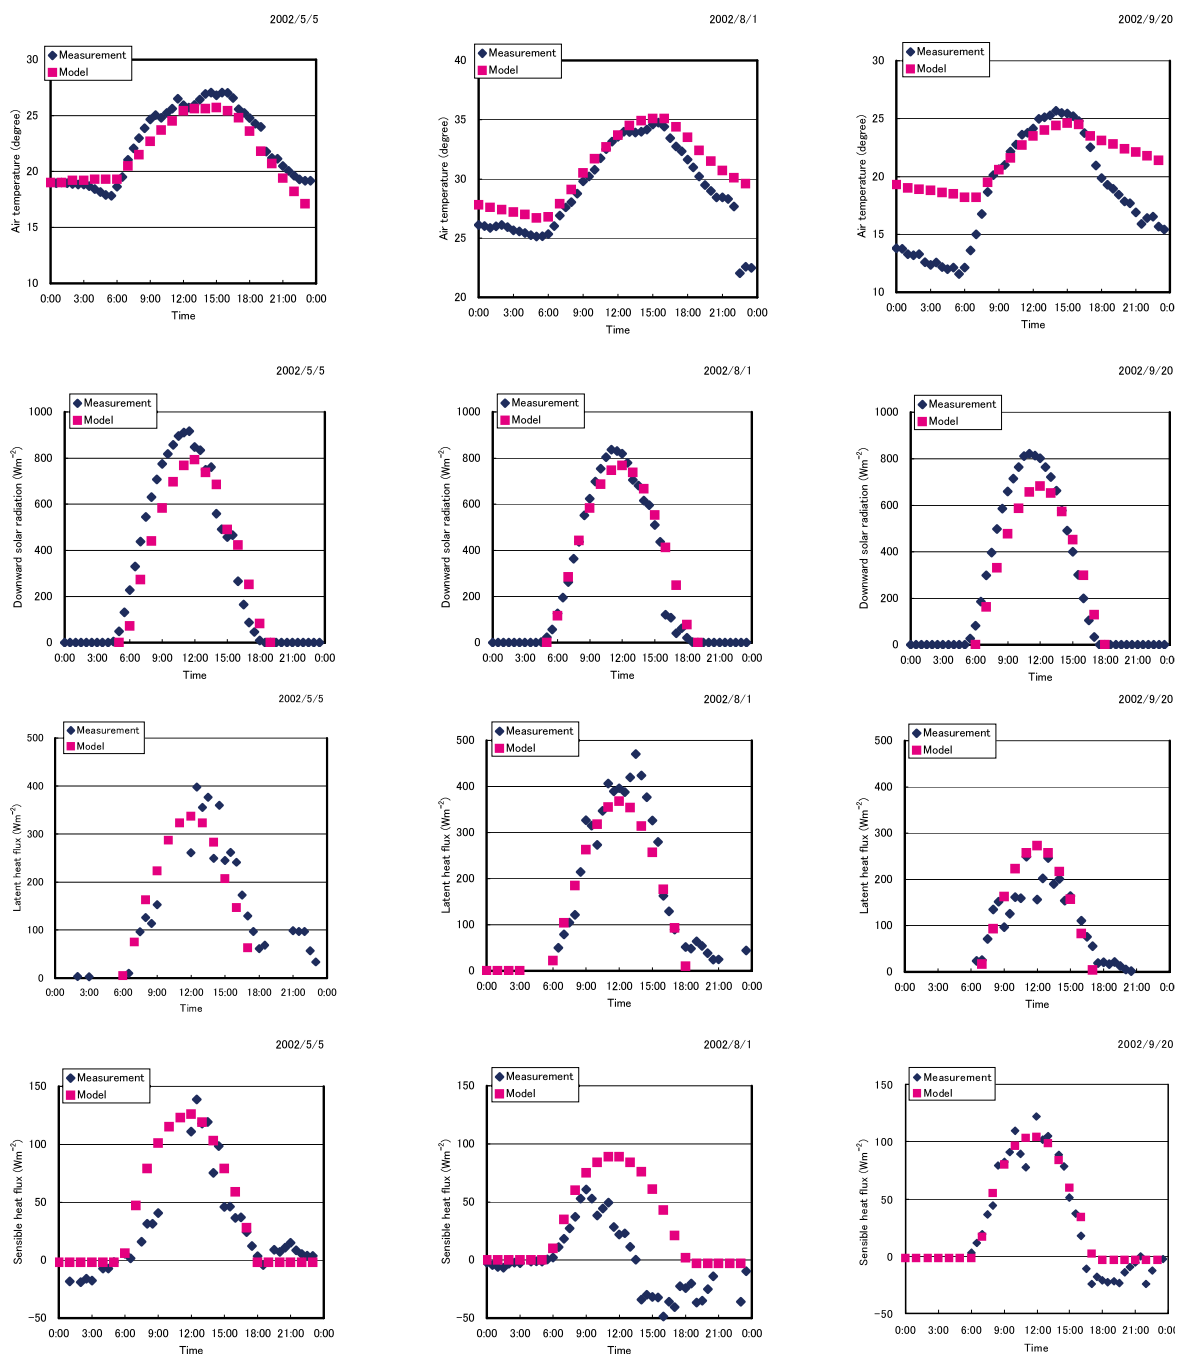 2002/5/5
Measurement
Model
Air temperature (degree)
30
25
20
15
10
0:00 3:00 6:00 9:00 12:00 15:00 18:00 21:00 0:00
Time
2002/8/1
Measurement
Model
Air temperature (degree)
40
35
30
25
20
0:00 3:00 6:00 9:00 12:00 15:00 18:00 21:00 0:00
Time
2002/9/20
Measurement
Model
Air temperature (degree)
30
25
20
15
10
0:00 3:00 6:00 9:00 12:00 15:00 18:00 21:00 0:00
Time
2002/5/5
Measurement
Model
Downward solar radiation (Wm⁻²)
1000
800
600
400
200
0
0:00 3:00 6:00 9:00 12:00 15:00 18:00 21:00 0:00
Time
2002/8/1
Measurement
Model
Downward solar radiation (Wm⁻²)
1000
800
600
400
200
0
0:00 3:00 6:00 9:00 12:00 15:00 18:00 21:00 0:00
Time
2002/9/20
Measurement
Model
Downward solar radiation (Wm⁻²)
1000
800
600
400
200
0
0:00 3:00 6:00 9:00 12:00 15:00 18:00 21:00 0:00
Time
2002/5/5
Measurement
Model
Latent heat flux (Wm⁻²)
500
400
300
200
100
0
0:00 3:00 6:00 9:00 12:00 15:00 18:00 21:00 0:00
Time
2002/8/1
Measurement
Model
Latent heat flux (Wm⁻²)
500
400
300
200
100
0
0:00 3:00 6:00 9:00 12:00 15:00 18:00 21:00 0:00
Time
2002/9/20
Measurement
Model
Latent heat flux (Wm⁻²)
500
400
300
200
100
0
0:00 3:00 6:00 9:00 12:00 15:00 18:00 21:00 0:00
Time
2002/5/5
Measurement
Model
Sensible heat flux (Wm⁻²)
150
100
50
0
-50
0:00 3:00 6:00 9:00 12:00 15:00 18:00 21:00 0:00
Time
2002/8/1
Measurement
Model
Sensible heat flux (Wm⁻²)
150
100
50
0
-50
0:00 3:00 6:00 9:00 12:00 15:00 18:00 21:00 0:00
Time
2002/9/20
Measurement
Model
Sensible heat flux (Wm⁻²)
150
100
50
0
-50
0:00 3:00 6:00 9:00 12:00 15:00 18:00 21:00 0:00
Time